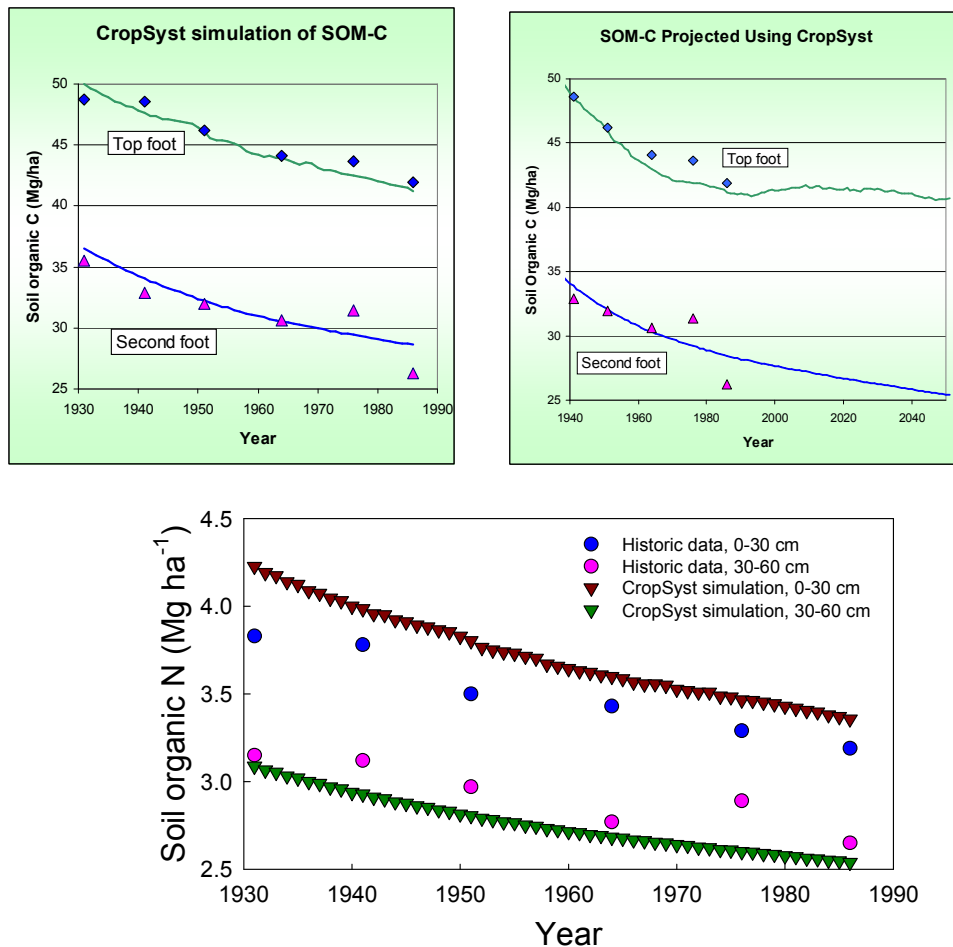 CropSyst simulation of SOM-C
50
45
40
35
30
25
Soil organic C (Mg/ha)
Top foot
Second foot
1930 1940 1950 1960 1970 1980 1990
Year
SOM-C Projected Using CropSyst
50
45
40
35
30
25
Soil Organic C (Mg/ha)
Top foot
Second foot
1940 1960 1980 2000 2020 2040
Year
4.5
4.0
3.5
3.0
2.5
Soil organic N (Mg ha⁻¹)
Historic data, 0-30 cm
Historic data, 30-60 cm
CropSyst simulation, 0-30 cm
CropSyst simulation, 30-60 cm
1930 1940 1950 1960 1970 1980 1990
Year